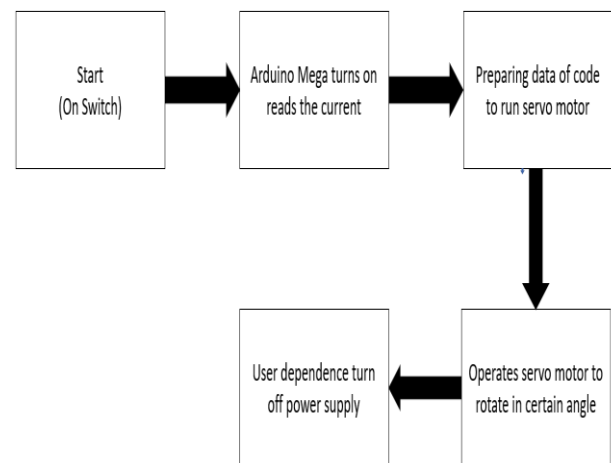 Start
(On Switch)
Arduino Mega turns on
reads the current
Preparing data of code
to run servo motor
Operates servo motor to
rotate in certain angle
User dependence turn
off power supply